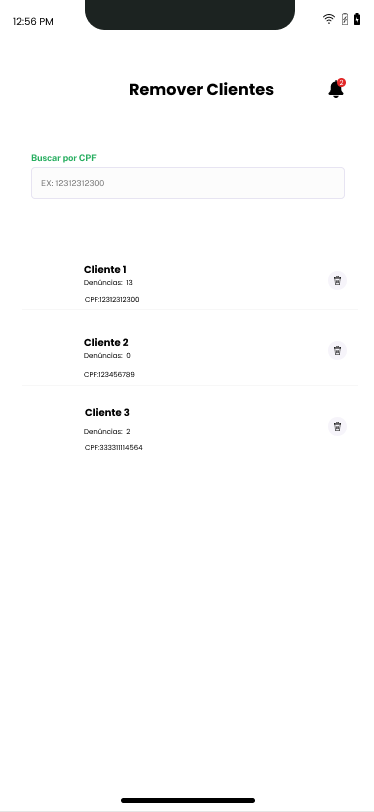 12:56 PM
Remover Clientes
2
Buscar por CPF
EX: 12312312300
Cliente 1
Denúncias: 13
CPF:12312312300
Cliente 2
Denúncias: 0
CPF:123456789
Cliente 3
Denúncias: 2
CPF:333311114564